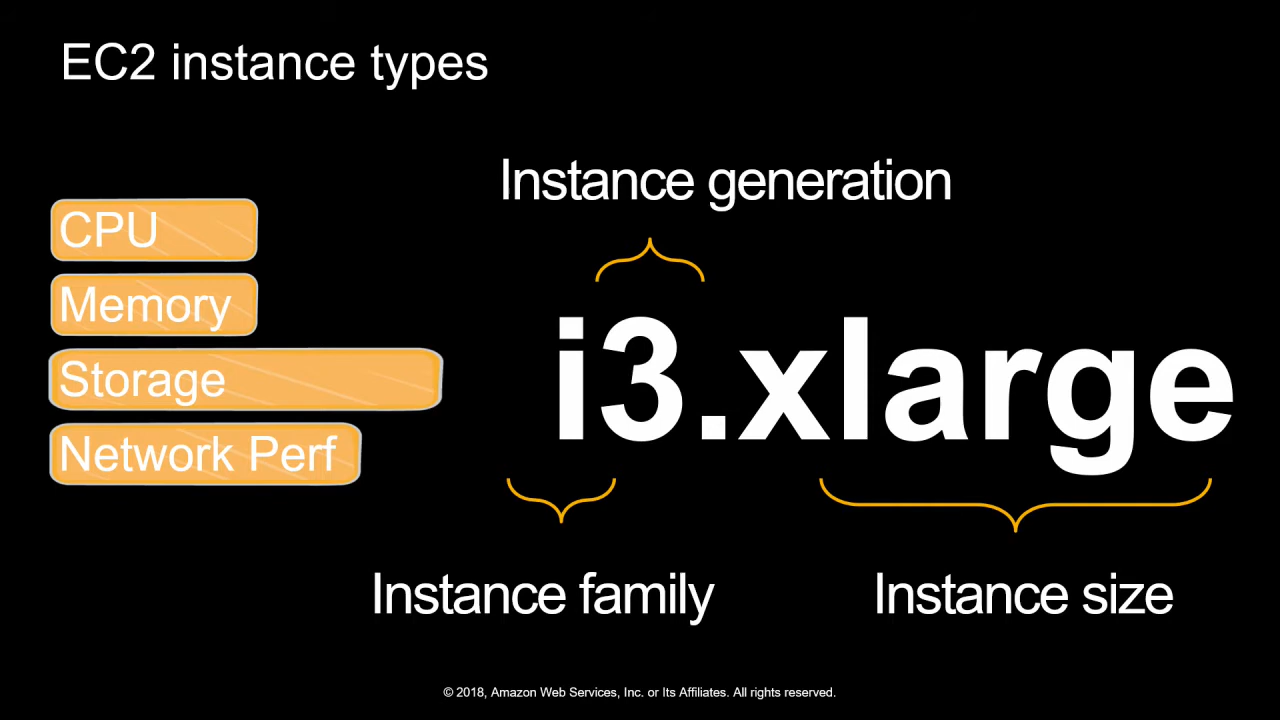 EC2 instance types
Instance generation
CPU
Memory
Storage
Network Perf
i3.xlarge
Instance family
Instance size
© 2018, Amazon Web Services, Inc. or Its Affiliates. All rights reserved.